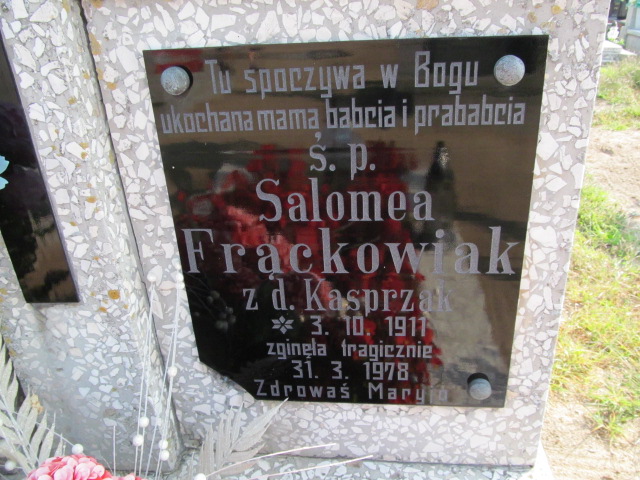 Tu spoczywa w Bogu
ukochana mama babcia i prababcia
ś. p.
Salomea
Frąckowiak
z d. Kasprzak
✲ 3. 10. 1911
zginęła tragicznie
31. 3. 1978
Zdrowaś Maryjo